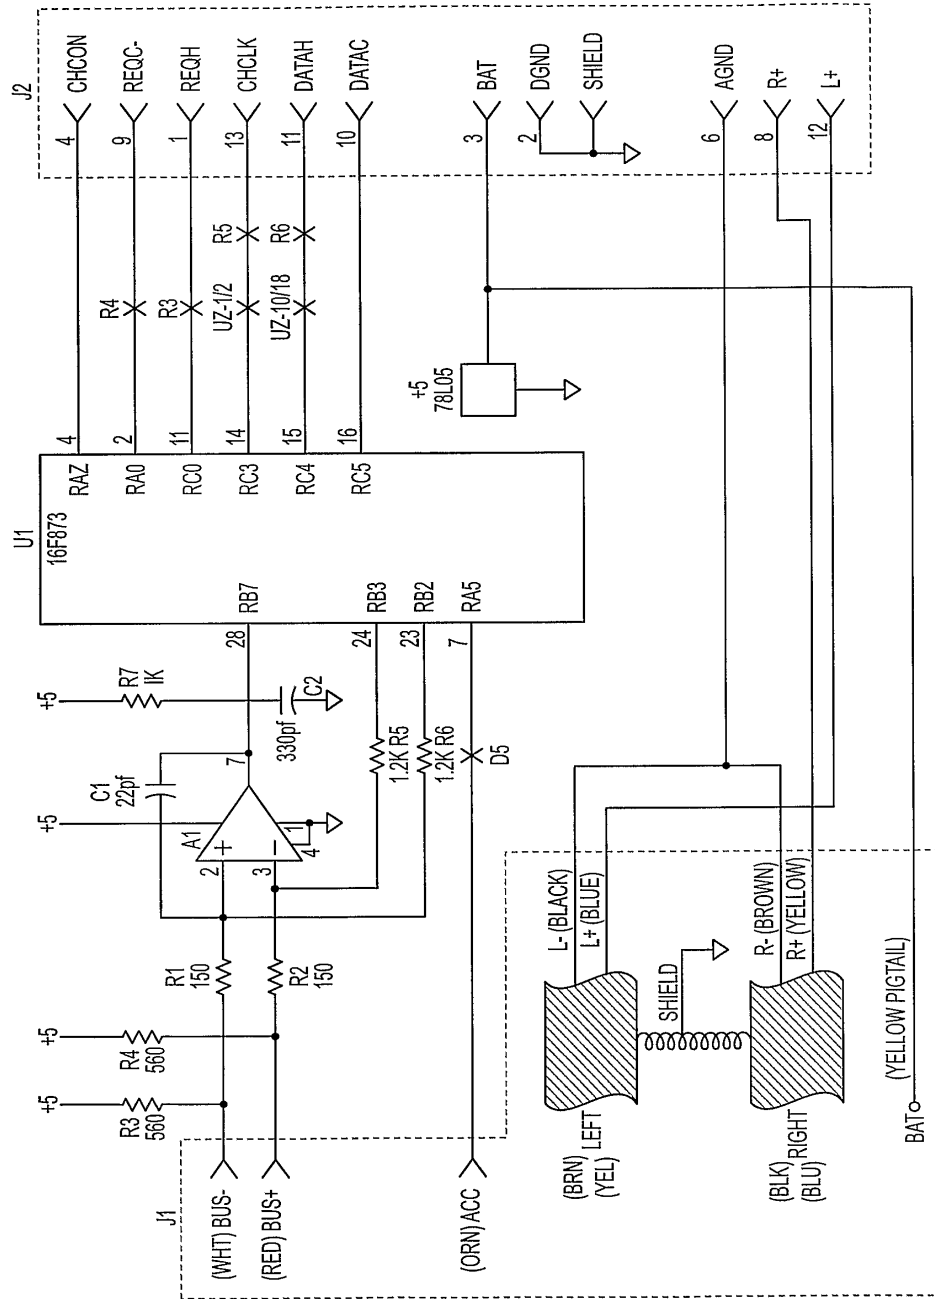 J2
4 CHCON
9 REQC-
1 REQH
13 CHCLK
11 DATAH
10 DATAC
3 BAT
2 DGND
SHIELD
6 AGND
8 R+
12 L+
R4
R3
UZ-1/2
R5
UZ-10/18
R6
+5
78L05
U1
16F873
4 RAZ
2 RA0
11 RC0
14 RC3
15 RC4
16 RC5
28 RB7
24 RB3
23 RB2
7 RA5
+5
R7
IK
330pf
C2
1.2K R5
1.2K R6
D5
C1
22pf
7
+5
A1
2 +
3 -
1
4
R1
150
R2
150
+5
R4
560
+5
R3
560
J1
(WHT) BUS-
(RED) BUS+
(ORN) ACC
L- (BLACK)
L+ (BLUE)
SHIELD
R- (BROWN)
R+ (YELLOW)
(BRN)
LEFT
(YEL)
(BLK)
RIGHT
(BLU)
(YELLOW PIGTAIL)
BAT